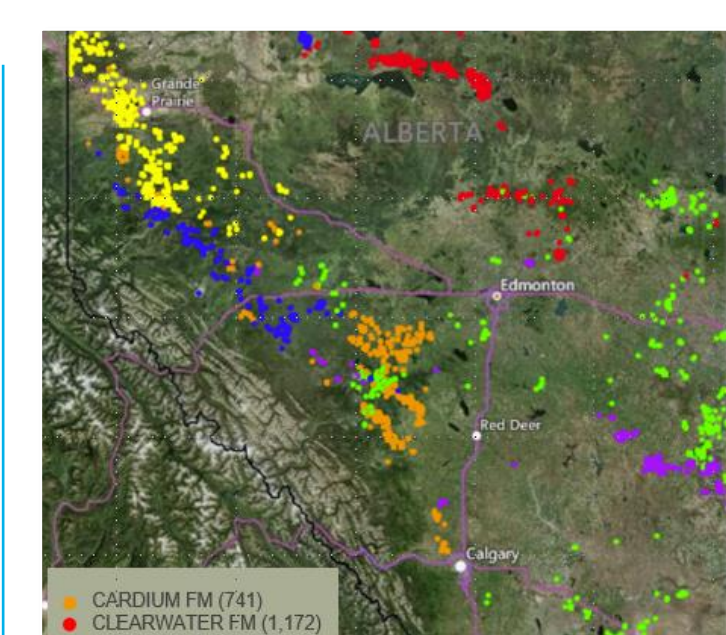 Grande
Prairie
ALBERTA
Edmonton
Red Deer
Calgary
CARDIUM FM (741)
CLEARWATER FM (1,172)